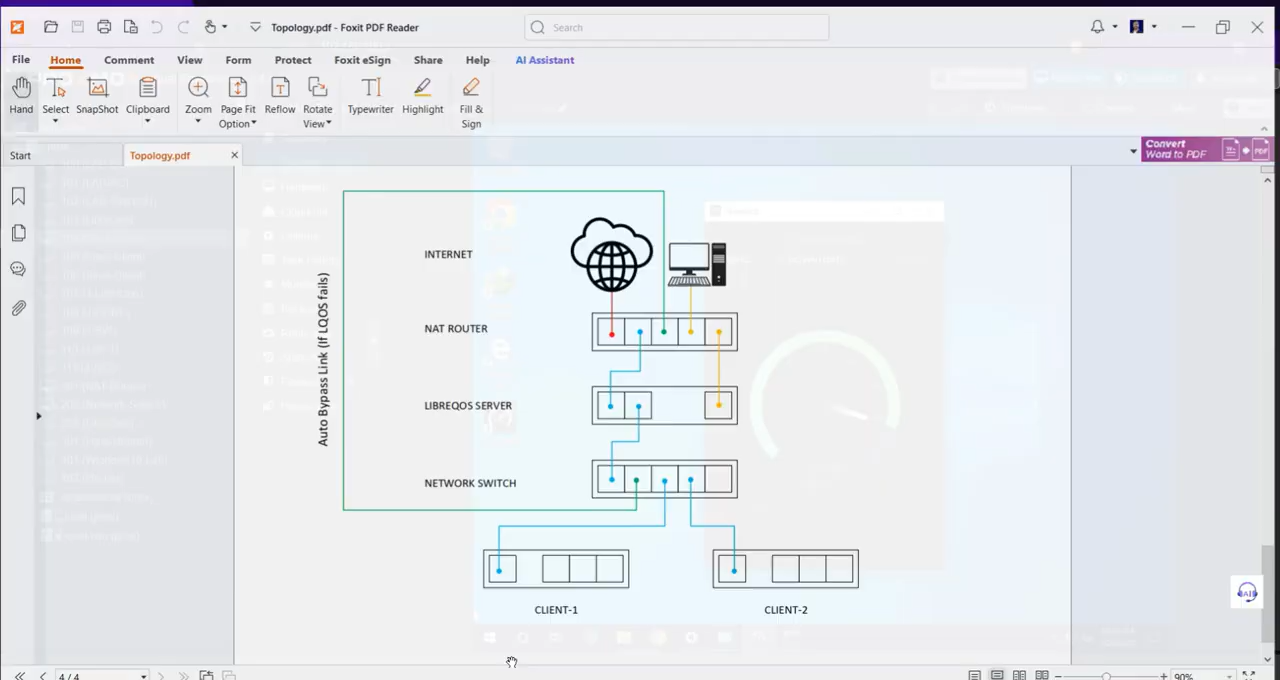 Topology.pdf - Foxit PDF Reader
Search
File Home Comment View Form Protect Foxit eSign Share Help AI Assistant
Hand Select SnapShot Clipboard Zoom Page Fit Option Reflow Rotate View Typewriter Highlight Fill & Sign
Start Topology.pdf
Convert
Word to PDF
INTERNET
NAT ROUTER
Auto Bypass Link (If LQOS fails)
LIBREQOS SERVER
NETWORK SWITCH
CLIENT-1 CLIENT-2
4 / 4
90%